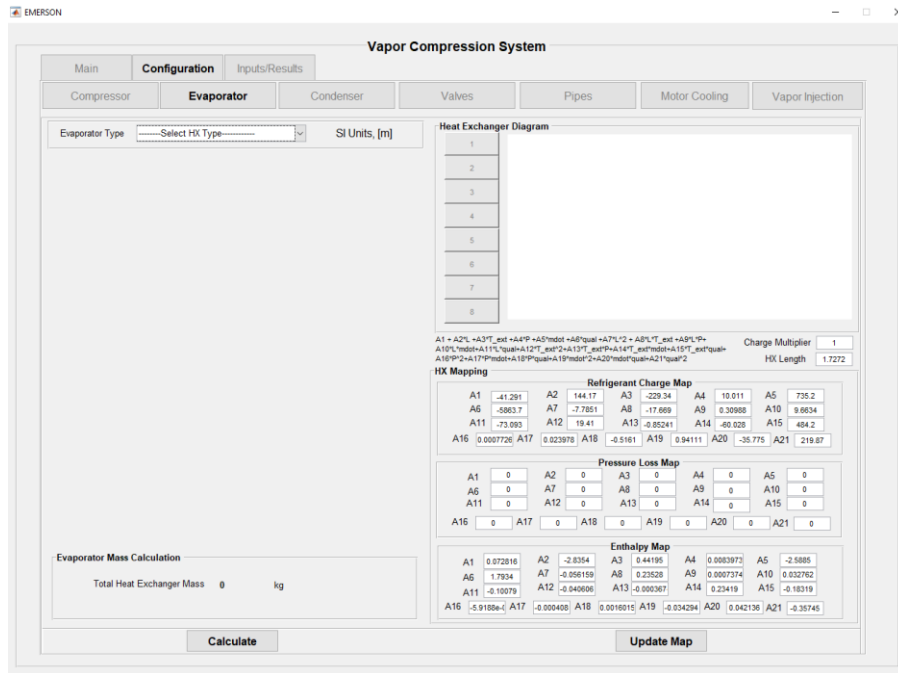 EMERSON
Vapor Compression System
Main Configuration Inputs/Results
Compressor Evaporator Condenser Valves Pipes Motor Cooling Vapor Injection
Evaporator Type --------Select HX Type------------ SI Units, [m]
Heat Exchanger Diagram
1
2
3
4
5
6
7
8
A1 + A2*L +A3*T_ext +A4*P +A5*mdot +A6*qual +A7*L^2 + A8*L*T_ext +A9*L*P+
A10*L*mdot+A11*L*qual+A12*T_ext^2+A13*T_ext*P+A14*T_ext*mdot+A15*T_ext*qual+
A16*P^2+A17*P*mdot+A18*P*qual+A19*mdot^2+A20*mdot*qual+A21*qual^2
Charge Multiplier 1
HX Length 1.7272
HX Mapping
Refrigerant Charge Map
A1 -41.291 A2 144.17 A3 -229.34 A4 10.011 A5 735.2
A6 -5863.7 A7 -7.7851 A8 -17.669 A9 0.30988 A10 9.6634
A11 -73.093 A12 19.41 A13 -0.85241 A14 -60.028 A15 484.2
A16 0.0007726 A17 0.023978 A18 -0.5161 A19 0.94111 A20 -35.775 A21 219.87
Pressure Loss Map
A1 0 A2 0 A3 0 A4 0 A5 0
A6 0 A7 0 A8 0 A9 0 A10 0
A11 0 A12 0 A13 0 A14 0 A15 0
A16 0 A17 0 A18 0 A19 0 A20 0 A21 0
Enthalpy Map
A1 0.072816 A2 -2.8354 A3 0.44195 A4 0.0083973 A5 -2.5885
A6 1.7934 A7 -0.056159 A8 0.23528 A9 0.0007374 A10 0.032762
A11 -0.10079 A12 -0.040606 A13 -0.000367 A14 0.23419 A15 -0.18319
A16 -5.9188e-( A17 -0.000408 A18 0.0016015 A19 -0.034294 A20 0.042136 A21 -0.35745
Evaporator Mass Calculation
Total Heat Exchanger Mass 0 kg
Calculate Update Map